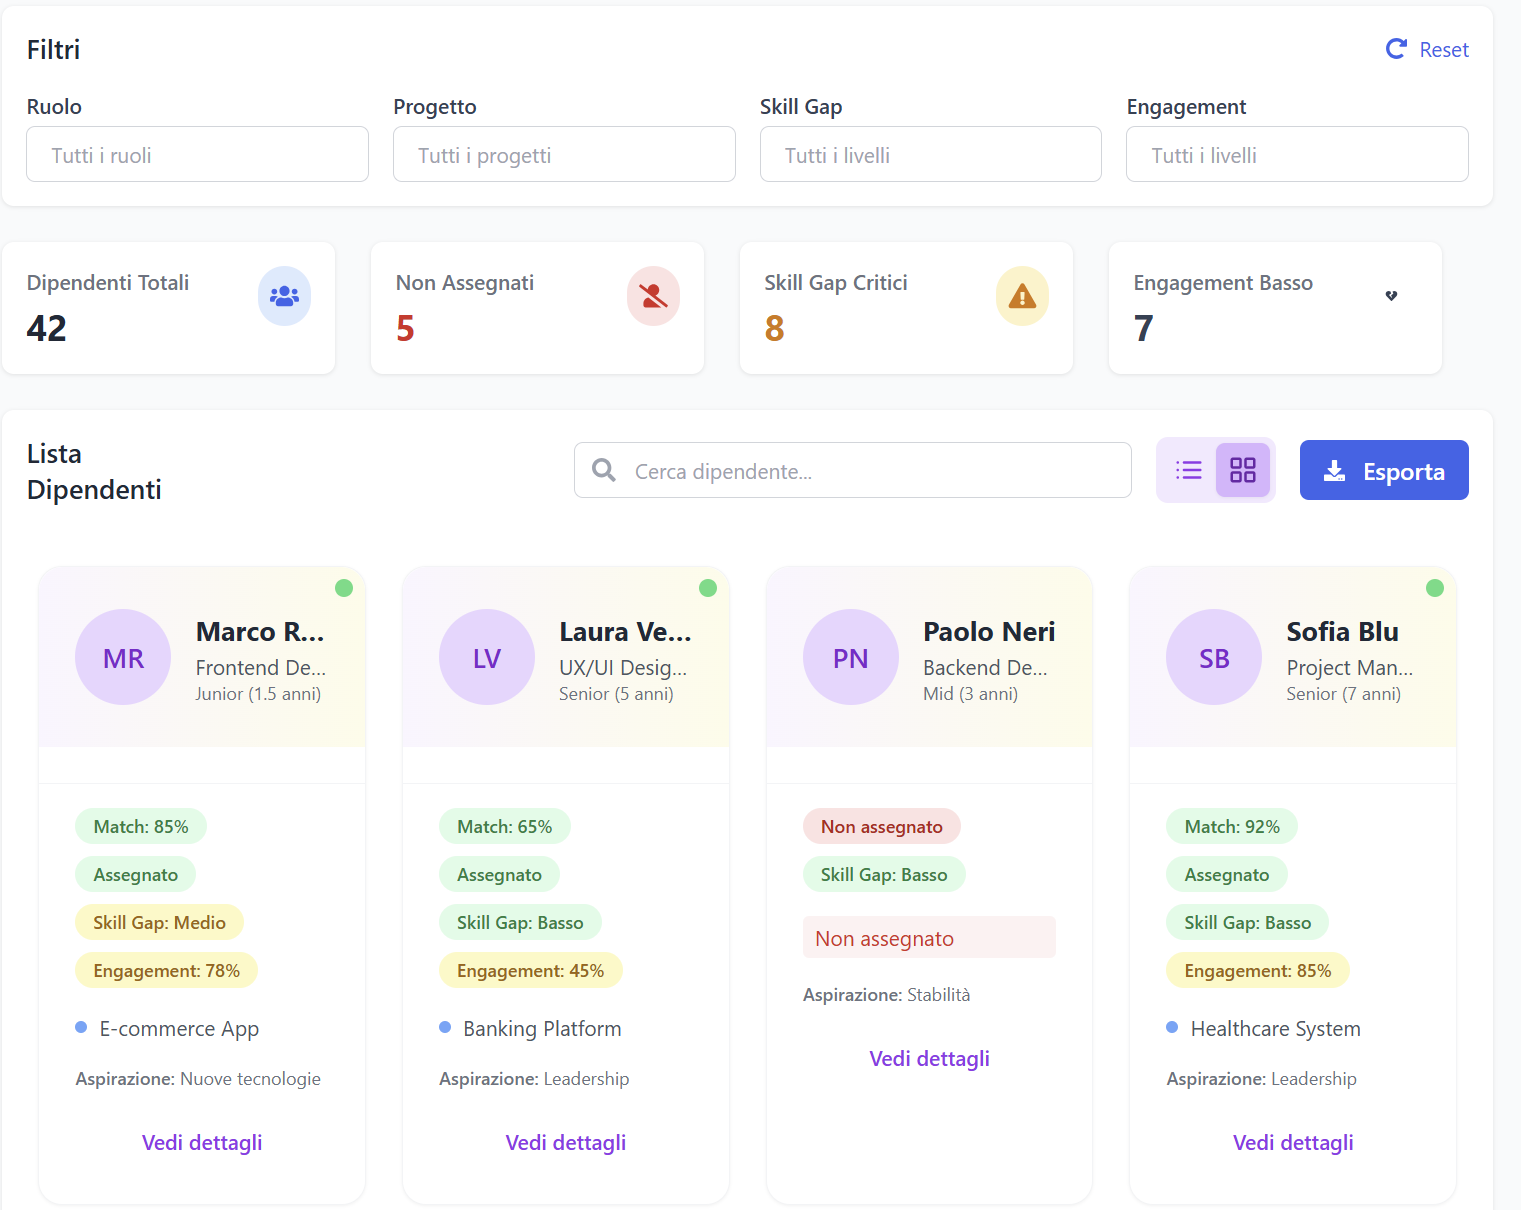 Filtri
Reset
Ruolo
Progetto
Skill Gap
Engagement
Tutti i ruoli
Tutti i progetti
Tutti i livelli
Tutti i livelli
Dipendenti Totali
42
Non Assegnati
5
Skill Gap Critici
8
Engagement Basso
7
Lista
Dipendenti
Cerca dipendente...
Esporta
MR
Marco R...
Frontend De...
Junior (1.5 anni)
Match: 85%
Assegnato
Skill Gap: Medio
Engagement: 78%
E-commerce App
Aspirazione: Nuove tecnologie
Vedi dettagli
LV
Laura Ve...
UX/UI Desig...
Senior (5 anni)
Match: 65%
Assegnato
Skill Gap: Basso
Engagement: 45%
Banking Platform
Aspirazione: Leadership
Vedi dettagli
PN
Paolo Neri
Backend De...
Mid (3 anni)
Non assegnato
Skill Gap: Basso
Non assegnato
Aspirazione: Stabilità
Vedi dettagli
SB
Sofia Blu
Project Man...
Senior (7 anni)
Match: 92%
Assegnato
Skill Gap: Basso
Engagement: 85%
Healthcare System
Aspirazione: Leadership
Vedi dettagli